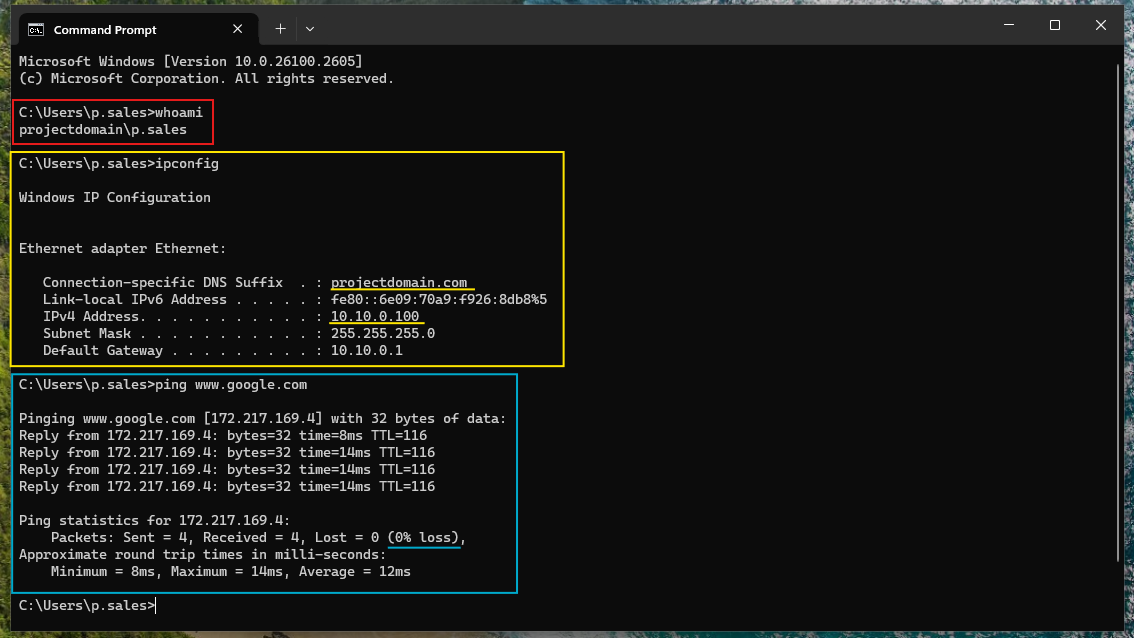 Command Prompt
Microsoft Windows [Version 10.0.26100.2605]
(c) Microsoft Corporation. All rights reserved.
C:\Users\p.sales>whoami
projectdomain\p.sales
C:\Users\p.sales>ipconfig
Windows IP Configuration
Ethernet adapter Ethernet:
Connection-specific DNS Suffix  . : projectdomain.com
Link-local IPv6 Address . . . . . : fe80::6e09:70a9:f926:8db8%5
IPv4 Address. . . . . . . . . . . : 10.10.0.100
Subnet Mask . . . . . . . . . . . : 255.255.255.0
Default Gateway . . . . . . . . . : 10.10.0.1
C:\Users\p.sales>ping www.google.com
Pinging www.google.com [172.217.169.4] with 32 bytes of data:
Reply from 172.217.169.4: bytes=32 time=8ms TTL=116
Reply from 172.217.169.4: bytes=32 time=14ms TTL=116
Reply from 172.217.169.4: bytes=32 time=14ms TTL=116
Reply from 172.217.169.4: bytes=32 time=14ms TTL=116
Ping statistics for 172.217.169.4:
Packets: Sent = 4, Received = 4, Lost = 0 (0% loss),
Approximate round trip times in milli-seconds:
Minimum = 8ms, Maximum = 14ms, Average = 12ms
C:\Users\p.sales>